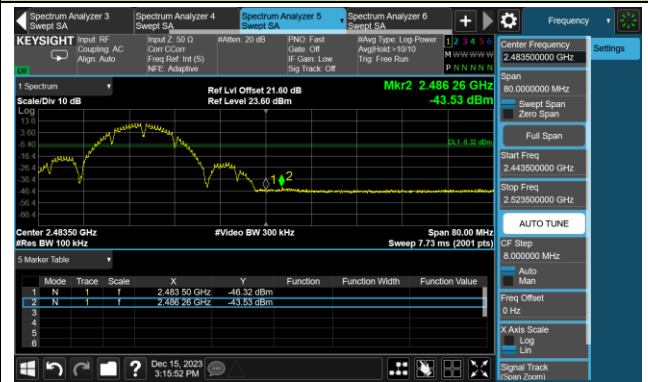 Spectrum Analyzer 3 Spectrum Analyzer 4 Spectrum Analyzer 5 Spectrum Analyzer 6 Frequency
Swept SA Swept SA Swept SA Swept SA
KEYSIGHT Input: RF Input Z: 50 Ω #Atten: 20 dB PNO: Fast #Avg Type: Log-Power 1 2 3 4 5 6
Coupling: AC Corr CCorr Gate: Off Avg|Hold:>10/10 M W W W W W
Align: Auto Freq Ref: Int (S) IF Gain: Low Trig: Free Run
NFE: Adaptive Sig Track: Off P N N N N N
LW
1 Spectrum Ref Lvl Offset 21.60 dB Mkr2 2.486 26 GHz
Scale/Div 10 dB Ref Level 23.60 dBm -43.53 dBm
Log
13.6
3.60
-6.40 DL1 -8.32 dBm
-16.4
-26.4
-36.4
-46.4 1 2
-56.4
-66.4
Center 2.48350 GHz #Video BW 300 kHz Span 80.00 MHz
#Res BW 100 kHz Sweep 7.73 ms (2001 pts)
5 Marker Table
Mode Trace Scale X Y Function Function Width Function Value
1 N 1 f 2.483 50 GHz -46.32 dBm
2 N 1 f 2.486 26 GHz -43.53 dBm
3
4
5
6
Dec 15, 2023
3:15:52 PM
Settings
Center Frequency
2.483500000 GHz
Span
80.0000000 MHz
Swept Span
Zero Span
Full Span
Start Freq
2.443500000 GHz
Stop Freq
2.523500000 GHz
AUTO TUNE
CF Step
8.000000 MHz
Auto
Man
Freq Offset
0 Hz
X Axis Scale
Log
Lin
Signal Track
(Span Zoom)